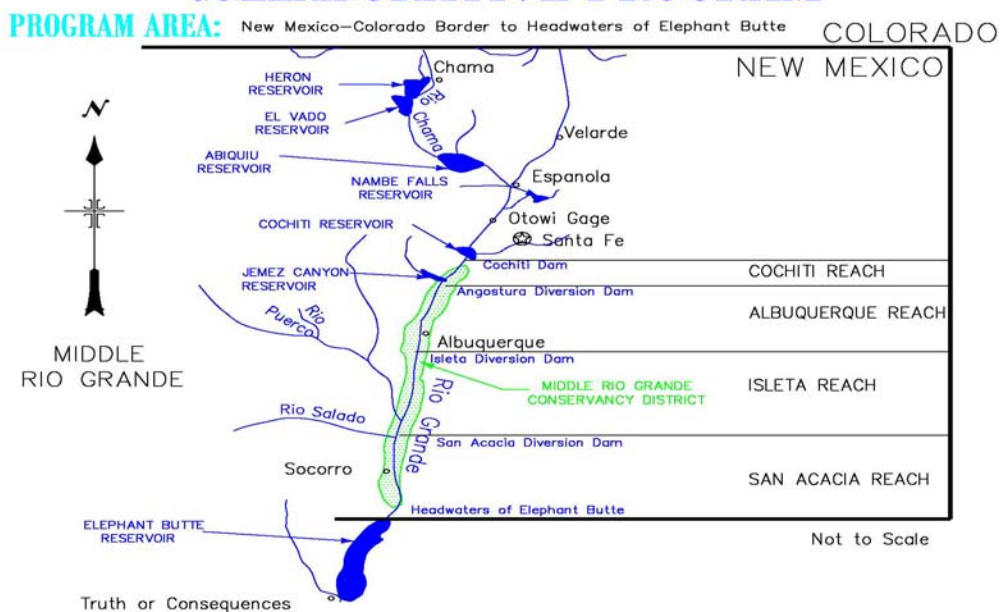 PROGRAM AREA: New Mexico-Colorado Border to Headwaters of Elephant Butte
COLORADO
NEW MEXICO
N
MIDDLE
RIO GRANDE
Chama
HERON
RESERVOIR
EL VADO
RESERVOIR
Rio Chama
Velarde
ABIQUIU
RESERVOIR
NAMBE FALLS
RESERVOIR
Espanola
Otowi Gage
COCHITI RESERVOIR
Santa Fe
Cochiti Dam
COCHITI REACH
JEMEZ CANYON
RESERVOIR
Angostura Diversion Dam
ALBUQUERQUE REACH
Rio
Puerco
Albuquerque
Isleta Diversion Dam
ISLETA REACH
MIDDLE RIO GRANDE
CONSERVANCY DISTRICT
Rio Grande
Rio Salado
San Acacia Diversion Dam
Socorro
SAN ACACIA REACH
Headwaters of Elephant Butte
ELEPHANT BUTTE
RESERVOIR
Not to Scale
Truth or Consequences